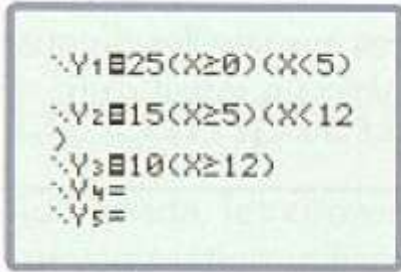 Y₁=25(X≥0)(X<5)
Y₂=15(X≥5)(X<12
)
Y₃=10(X≥12)
Y₄=
Y₅=